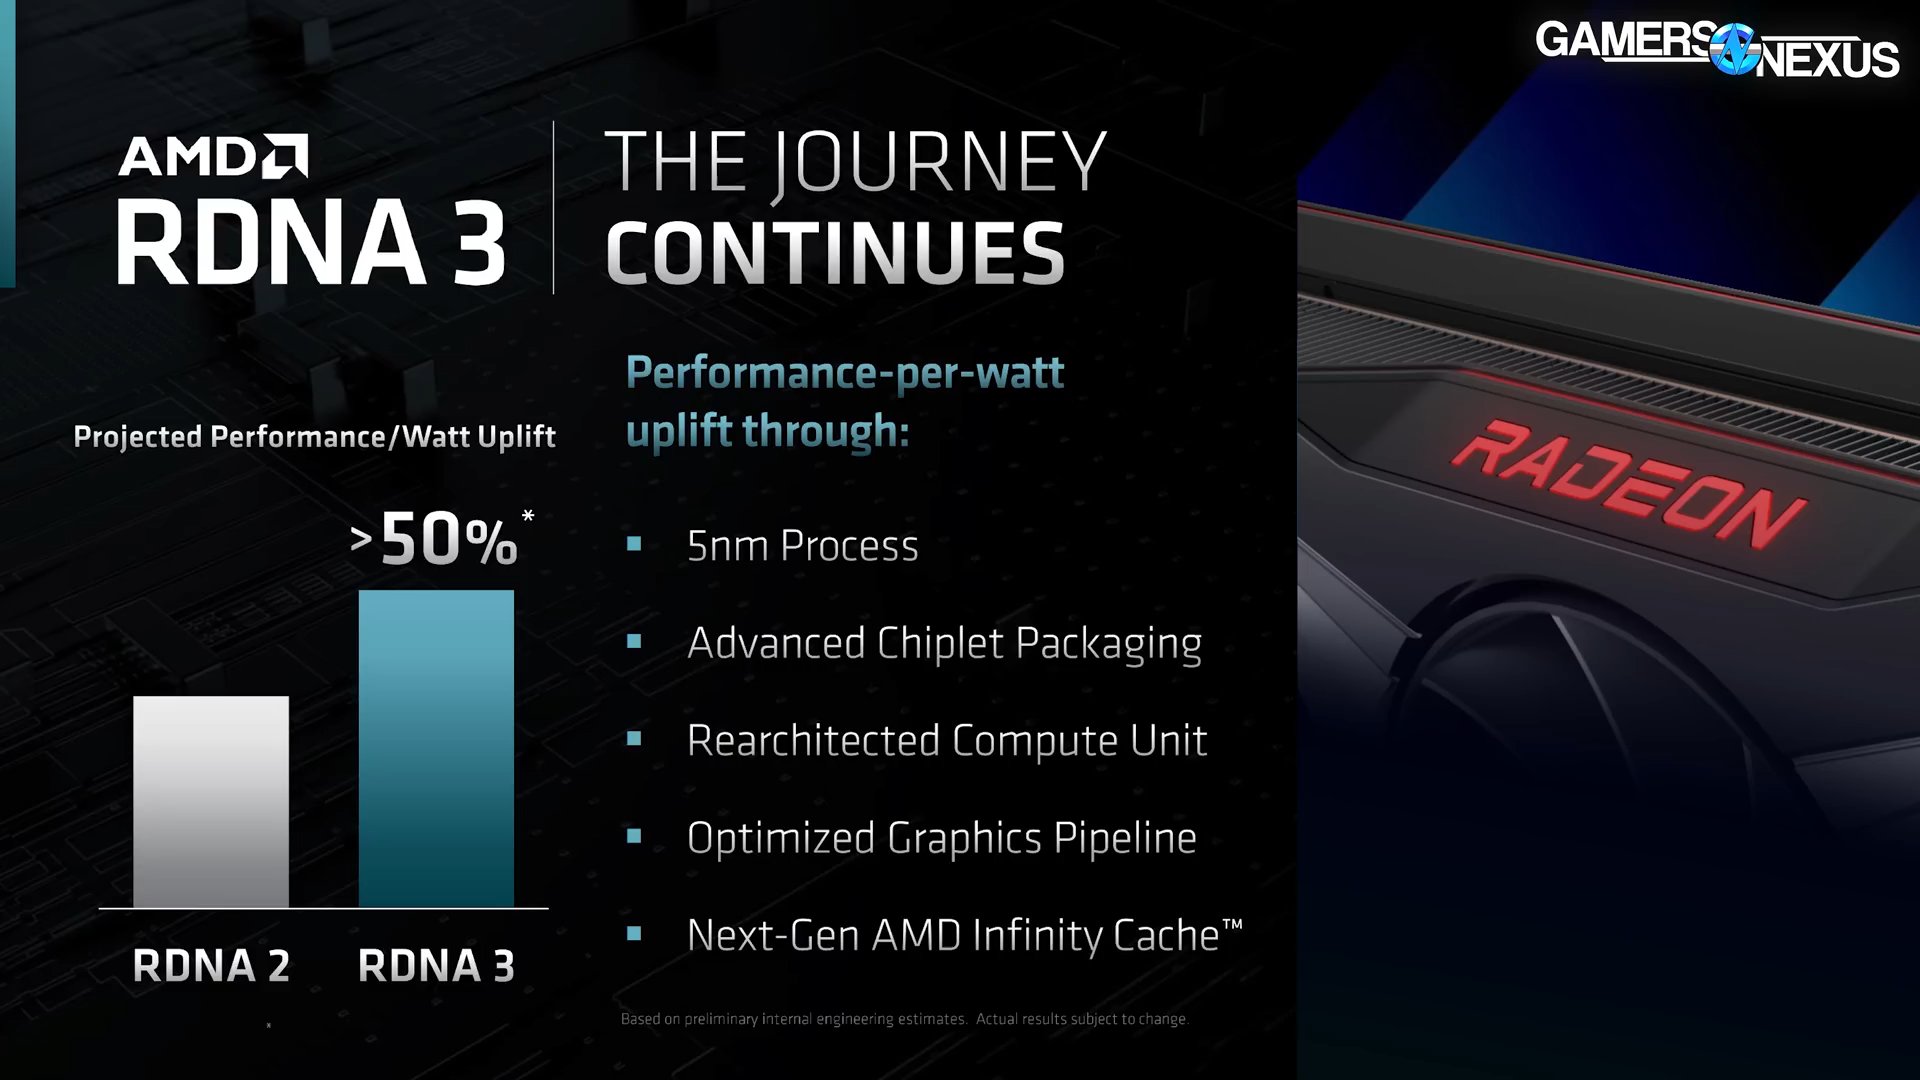 GAMERS NEXUS
AMD
RDNA 3
THE JOURNEY
CONTINUES
Performance-per-watt
uplift through:
Projected Performance/Watt Uplift
>50%*
RDNA 2
RDNA 3
*
▪ 5nm Process
▪ Advanced Chiplet Packaging
▪ Rearchitected Compute Unit
▪ Optimized Graphics Pipeline
▪ Next-Gen AMD Infinity Cache™
Based on preliminary internal engineering estimates. Actual results subject to change.
RADEON